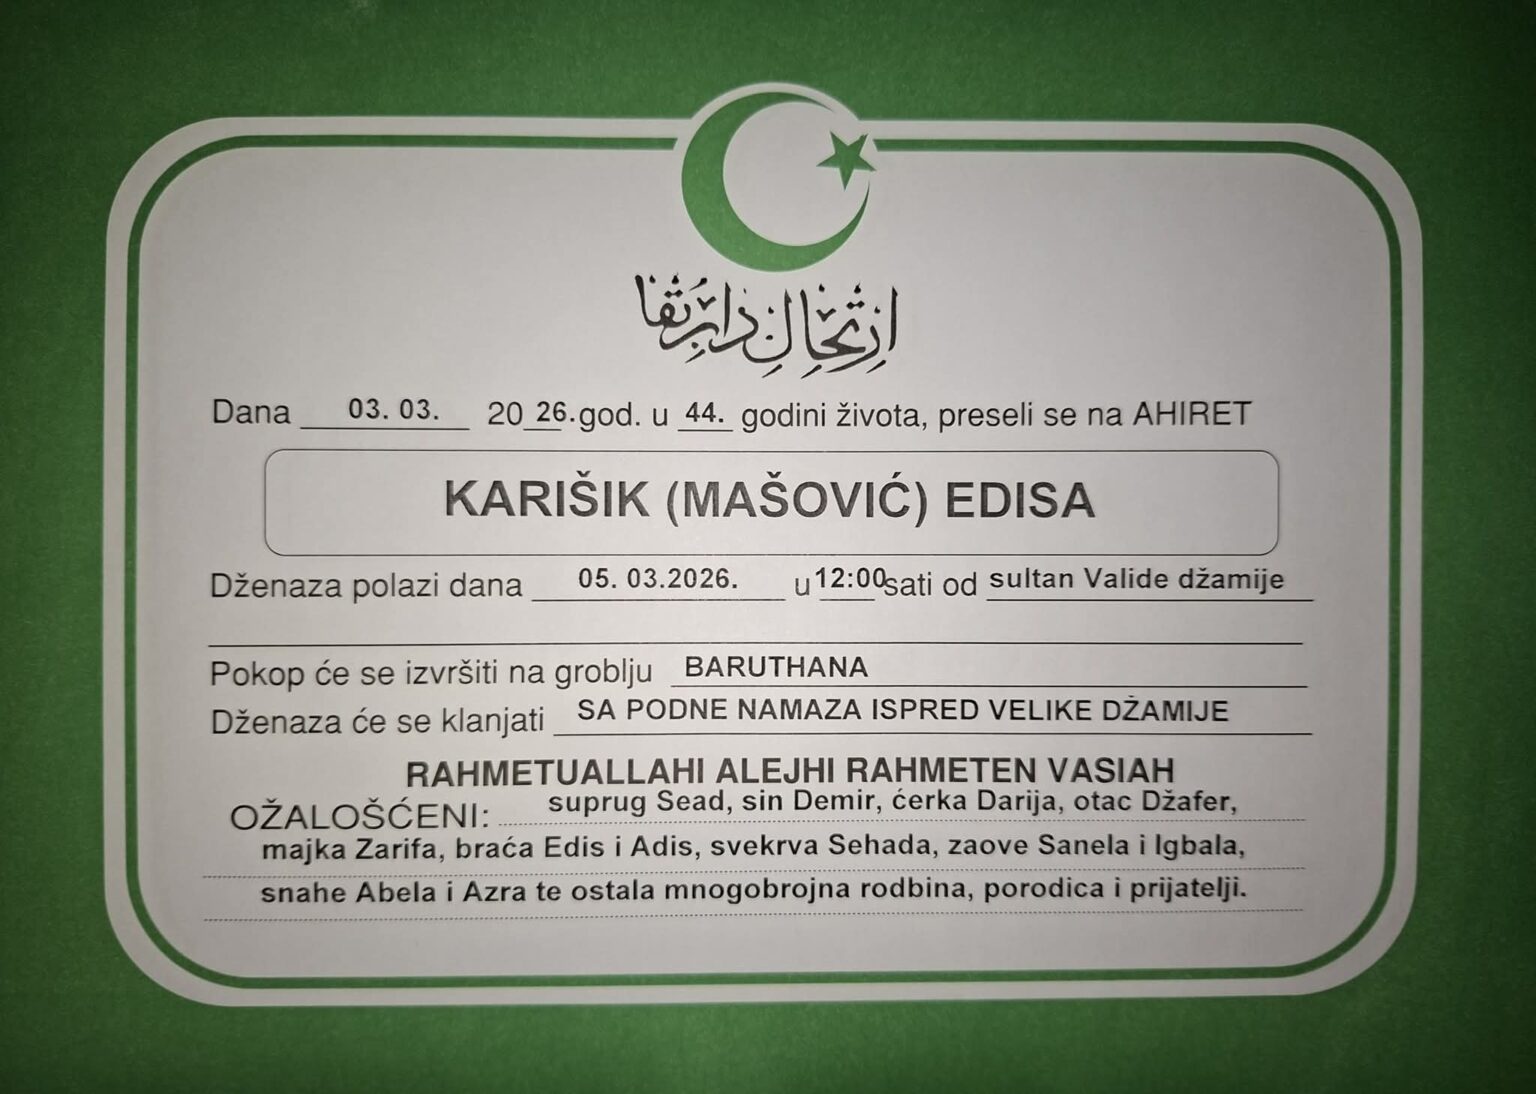 ارتحال دار بقا
Dana 03. 03. 20 26. god. u 44. godini života, preseli se na AHIRET
KARIŠIK (MAŠOVIĆ) EDISA
Dženaza polazi dana 05. 03.2026. u 12:00 sati od sultan Valide džamije
Pokop će se izvršiti na groblju BARUTHANA
Dženaza će se klanjati SA PODNE NAMAZA ISPRED VELIKE DŽAMIJE
RAHMETUALLAHI ALEJHI RAHMETEN VASIAH
OŽALOŠĆENI: suprug Sead, sin Demir, ćerka Darija, otac Džafer,
majka Zarifa, braća Edis i Adis, svekrva Sehada, zaove Sanela i Igbala,
snahe Abela i Azra te ostala mnogobrojna rodbina, porodica i prijatelji.